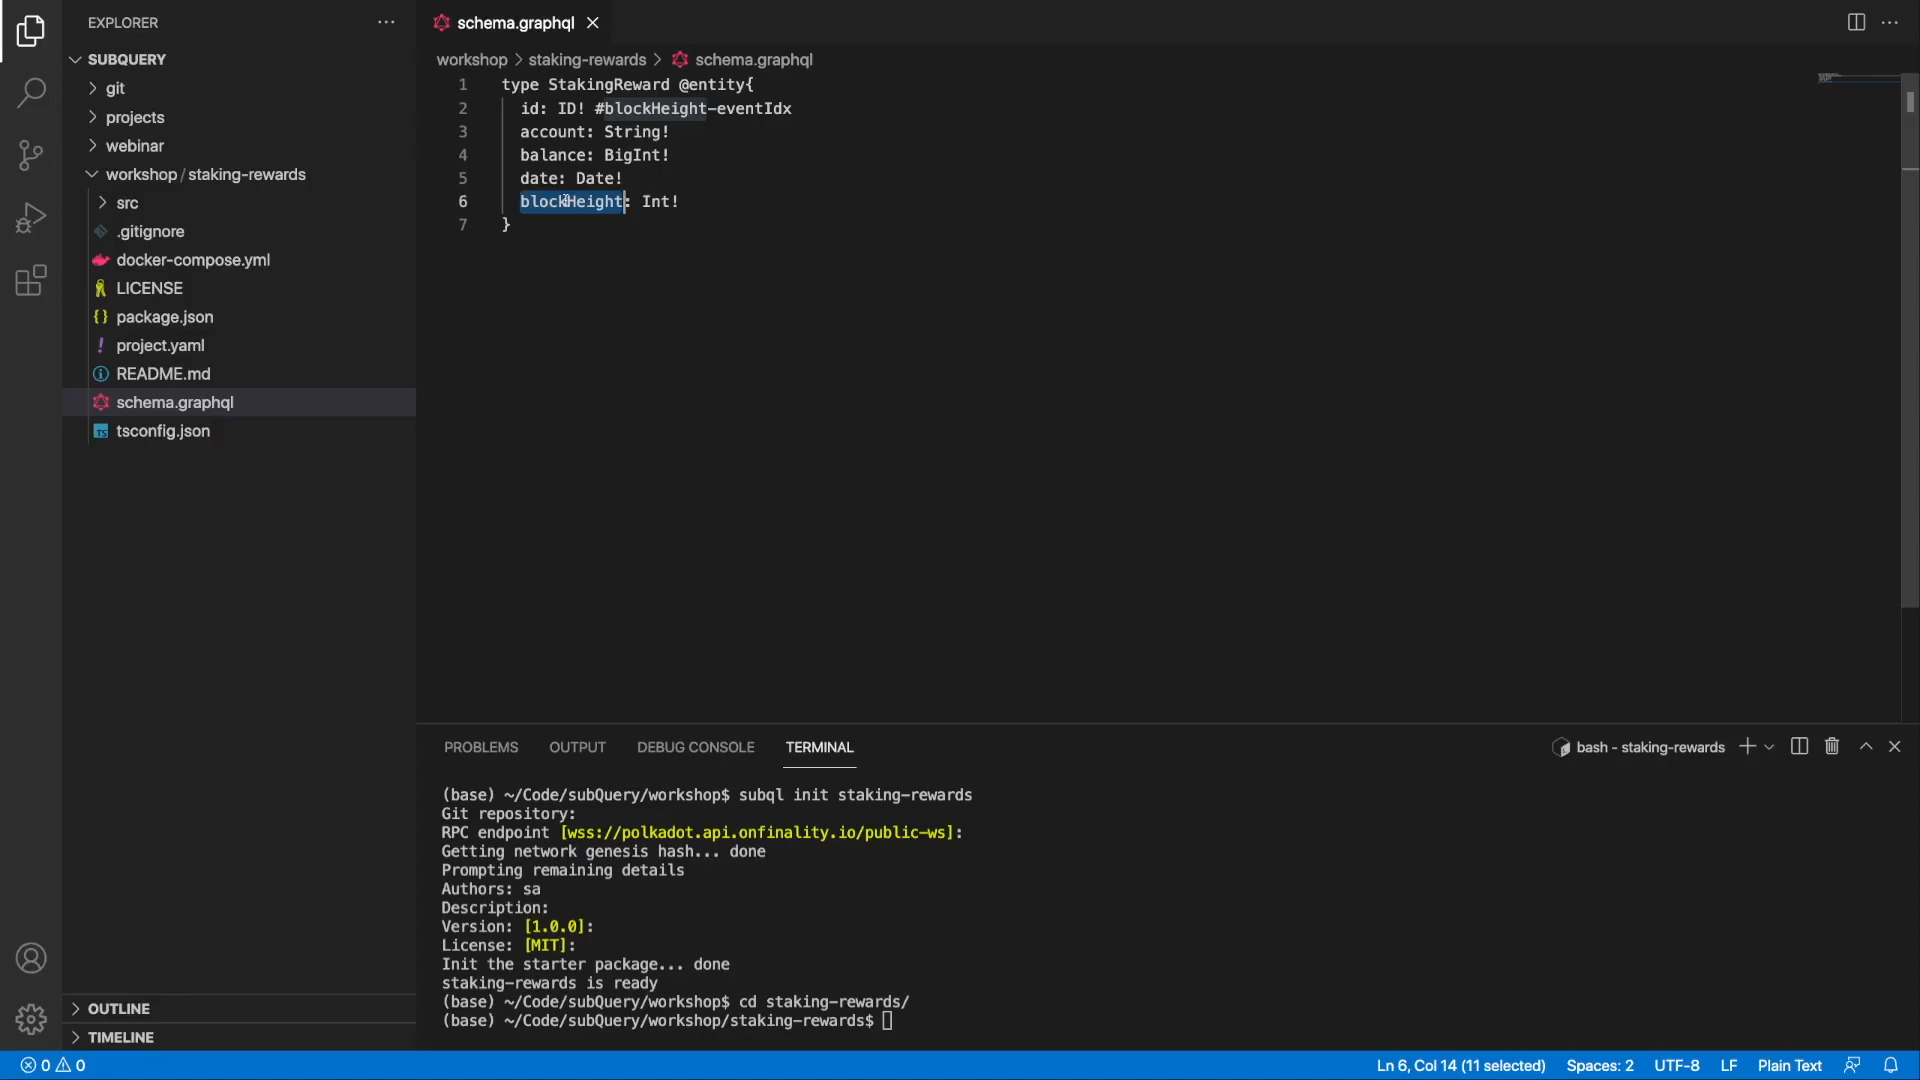 EXPLORER
schema.graphql
SUBQUERY
git
projects
webinar
workshop / staking-rewards
src
.gitignore
docker-compose.yml
LICENSE
package.json
project.yaml
README.md
schema.graphql
tsconfig.json
OUTLINE
TIMELINE
workshop > staking-rewards > schema.graphql
1 type StakingReward @entity{
2 id: ID! #blockHeight-eventIdx
3 account: String!
4 balance: BigInt!
5 date: Date!
6 blockHeight: Int!
7 }
PROBLEMS OUTPUT DEBUG CONSOLE TERMINAL
bash - staking-rewards
(base) ~/Code/subQuery/workshop$ subql init staking-rewards
Git repository:
RPC endpoint [wss://polkadot.api.onfinality.io/public-ws]:
Getting network genesis hash... done
Prompting remaining details
Authors: sa
Description:
Version: [1.0.0]:
License: [MIT]:
Init the starter package... done
staking-rewards is ready
(base) ~/Code/subQuery/workshop$ cd staking-rewards/
(base) ~/Code/subQuery/workshop/staking-rewards$
0 0
Ln 6, Col 14 (11 selected) Spaces: 2 UTF-8 LF Plain Text